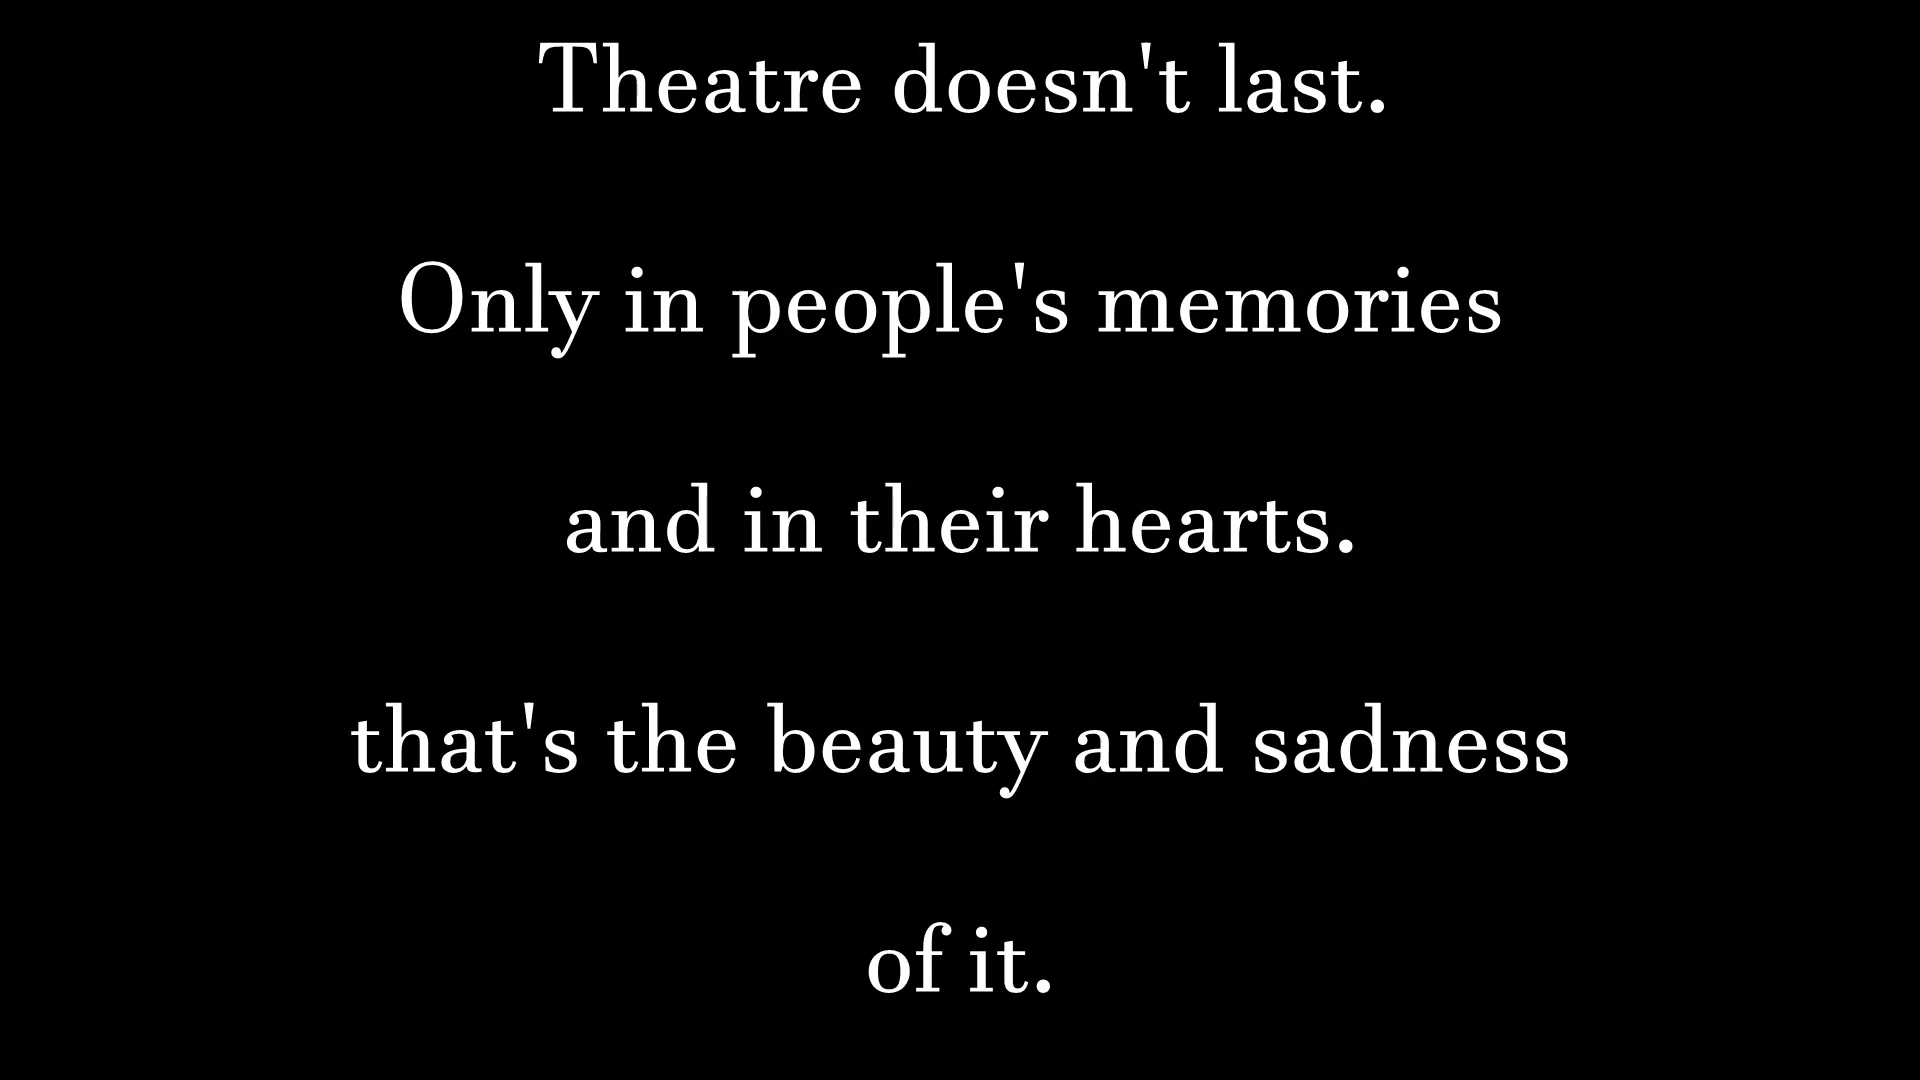 Theatre doesn't last.
Only in people's memories
and in their hearts.
that's the beauty and sadness
of it.